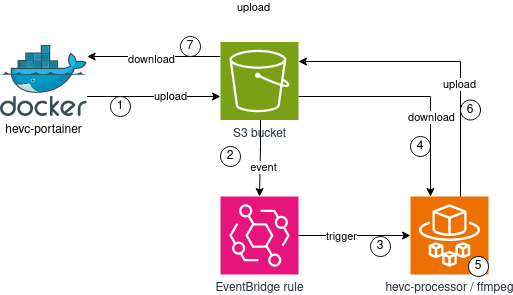 upload
7
download
docker
1
upload
hevc-portainer
S3 bucket
upload
6
download
4
2
event
trigger
3
5
EventBridge rule
hevc-processor / ffmpeg